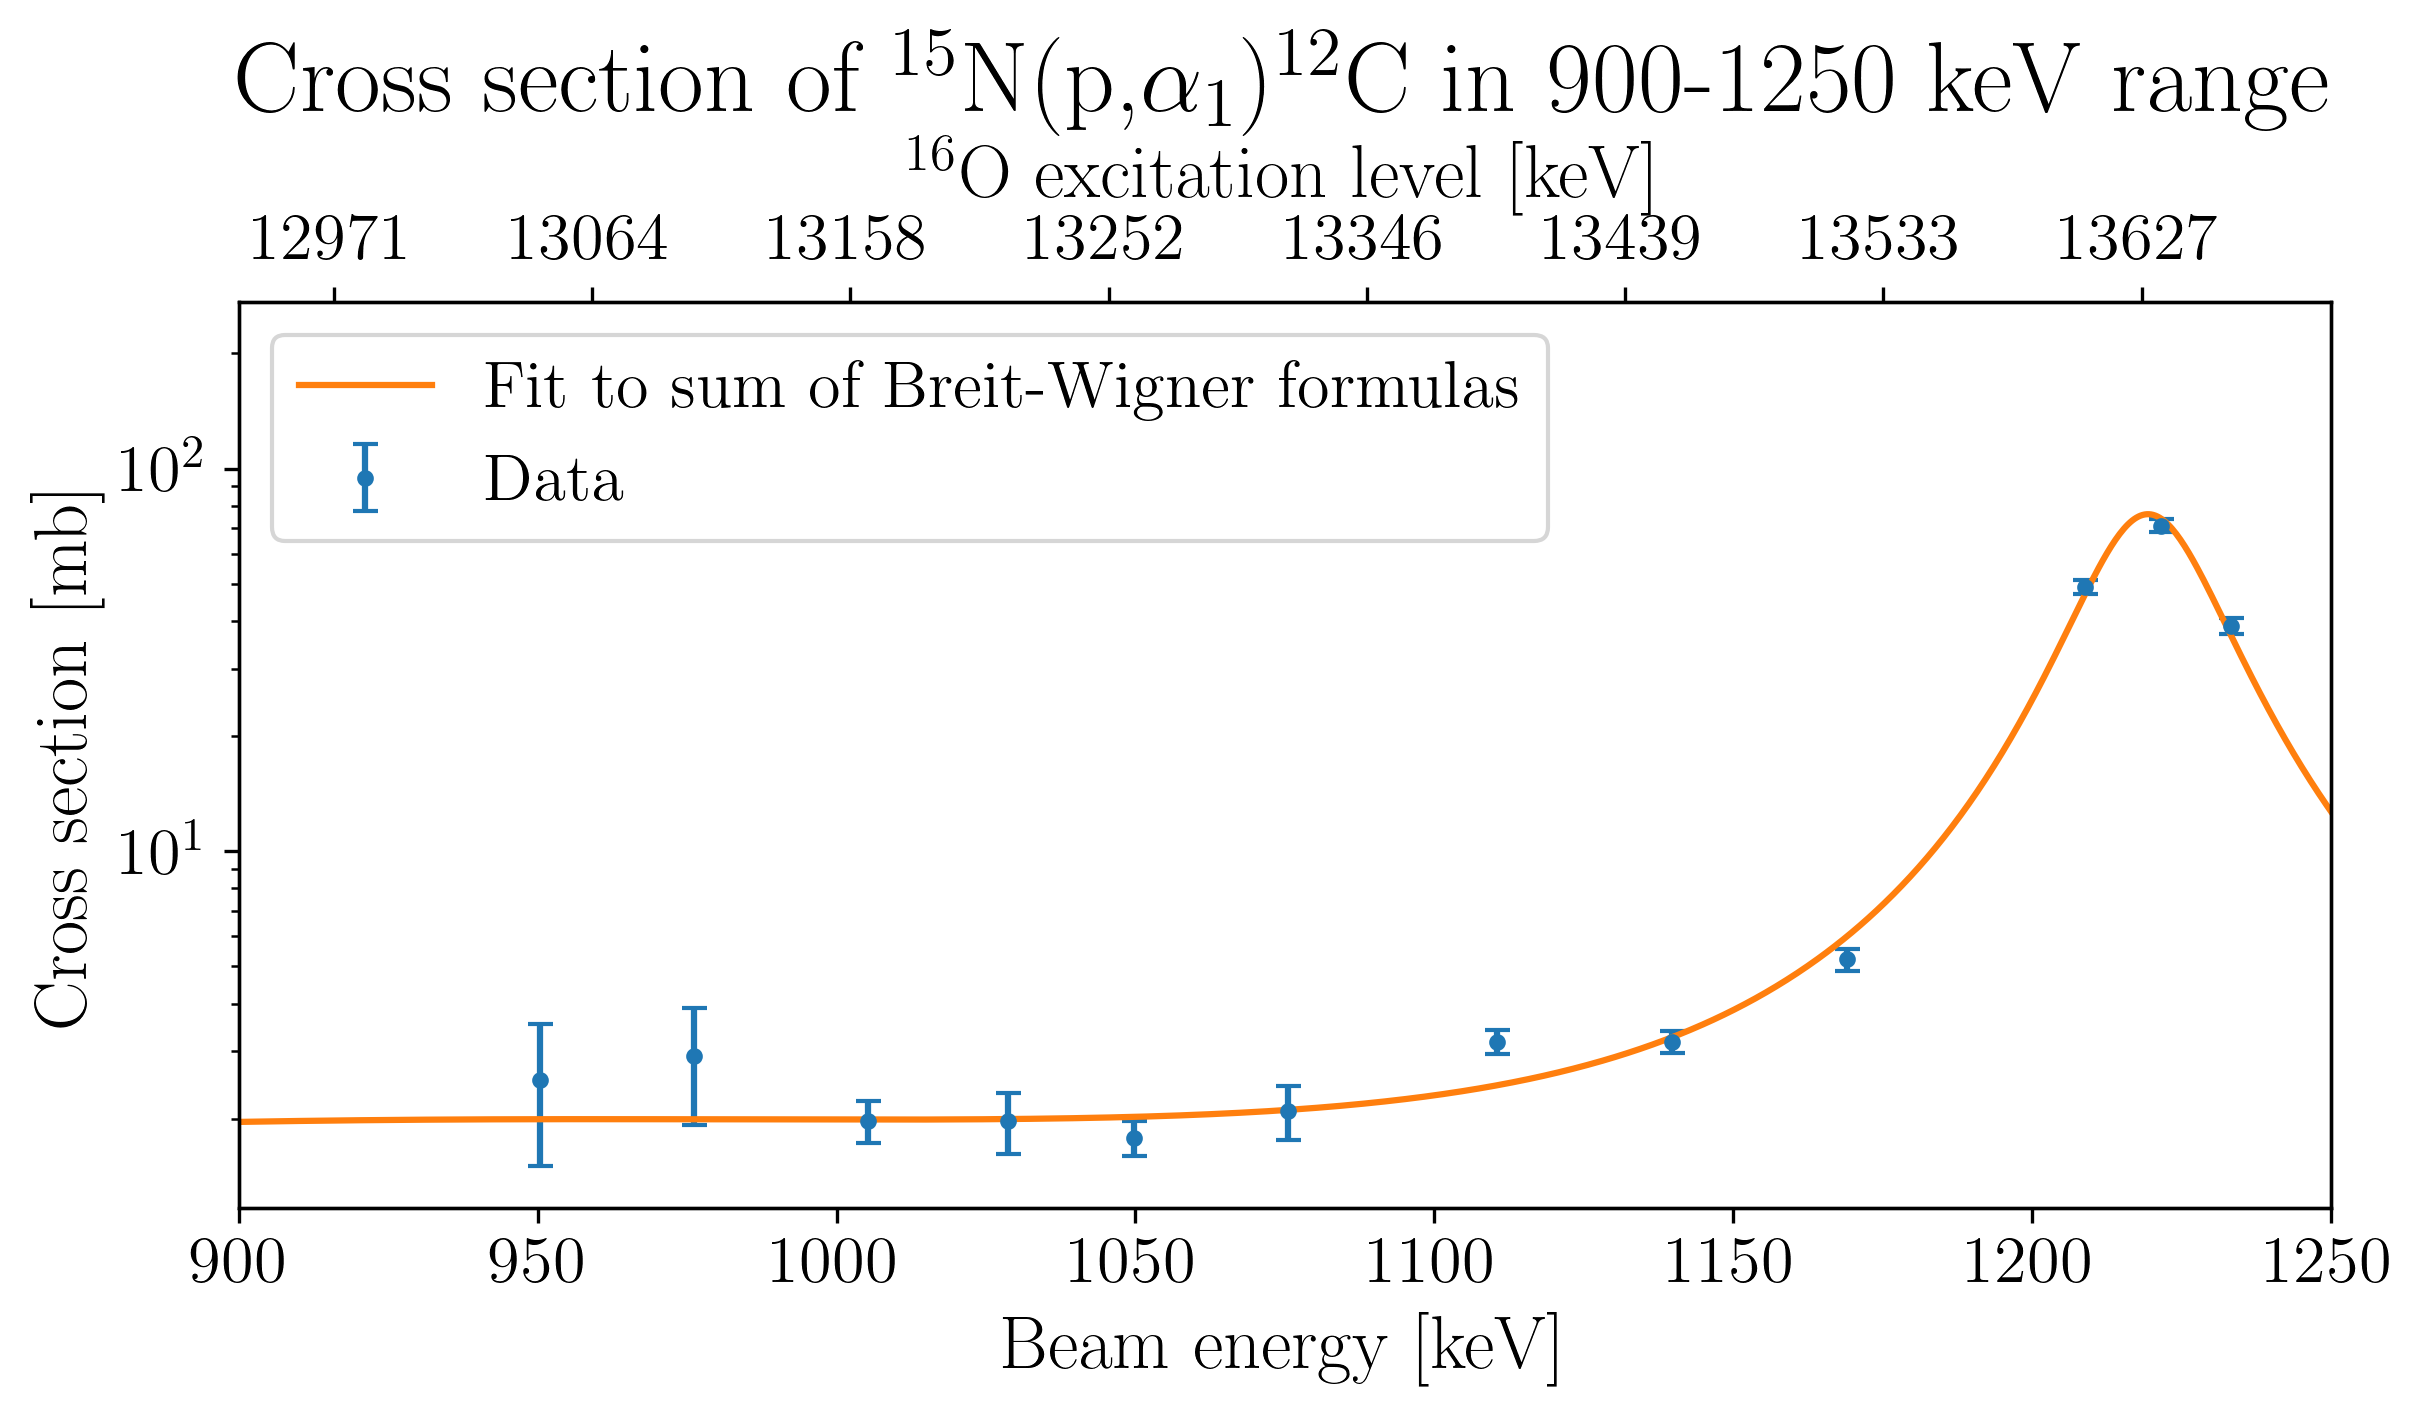 Cross section of ¹⁵N(p,α₁)¹²C in 900-1250 keV range
¹⁶O excitation level [keV]
12971 13064 13158 13252 13346 13439 13533 13627
Fit to sum of Breit-Wigner formulas
Data
10²
10¹
Cross section [mb]
900 950 1000 1050 1100 1150 1200 1250
Beam energy [keV]